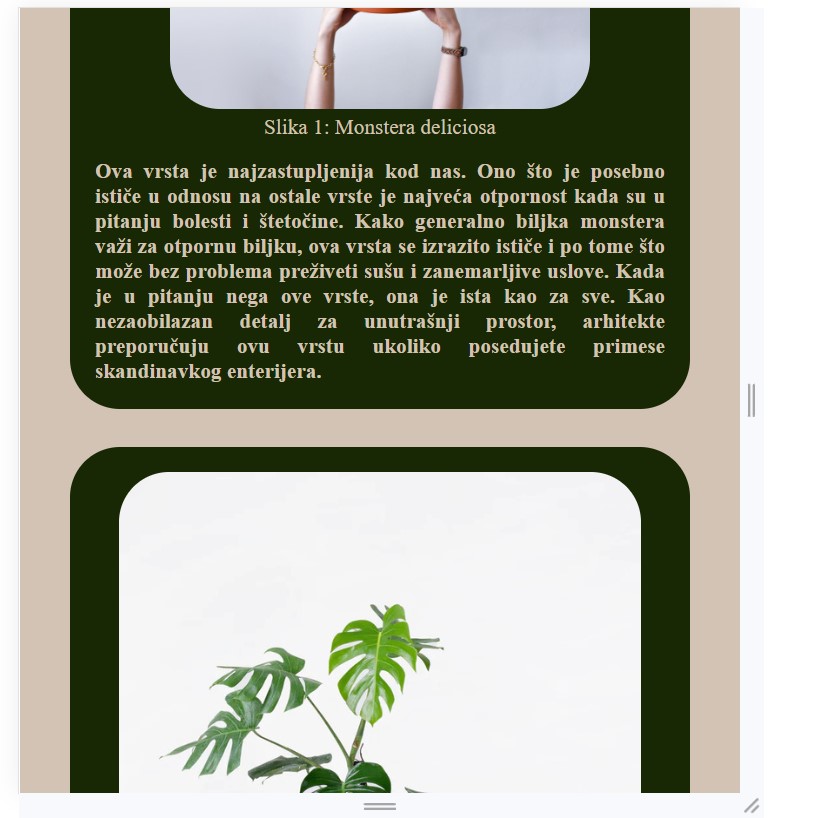 Slika 1: Monstera deliciosa
Ova vrsta je najzastupljenija kod nas. Ono što je posebno
ističe u odnosu na ostale vrste je najveća otpornost kada su u
pitanju bolesti i štetočine. Kako generalno biljka monstera
važi za otpornu biljku, ova vrsta se izrazito ističe i po tome što
može bez problema preživeti sušu i zanemarljive uslove. Kada
je u pitanju nega ove vrste, ona je ista kao za sve. Kao
nezaobilazan detalj za unutrašnji prostor, arhitekte
preporučuju ovu vrstu ukoliko posedujete primese
skandinavkog enterijera.